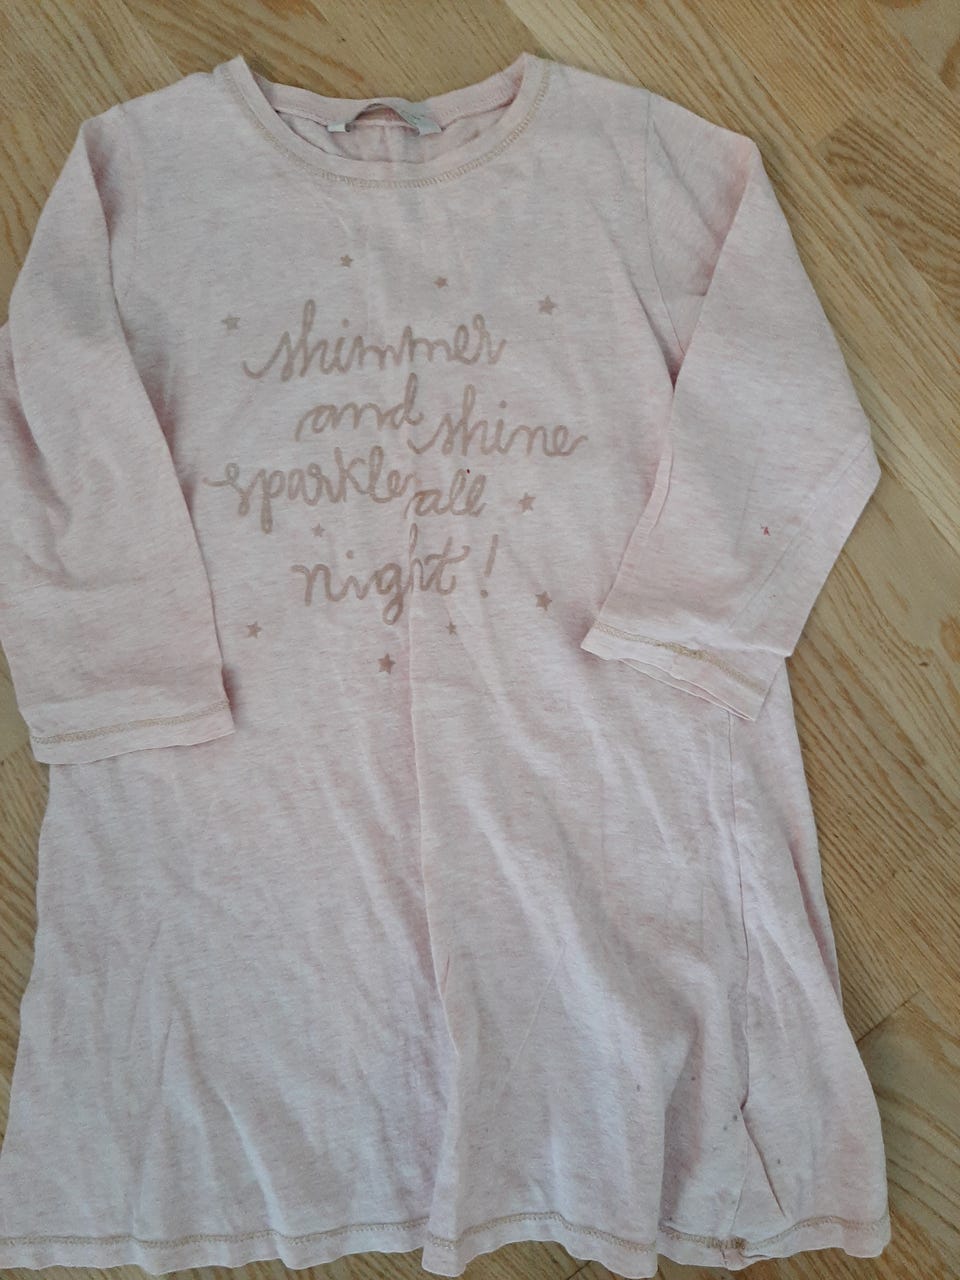 shimmer
and shine
sparkle all
night!